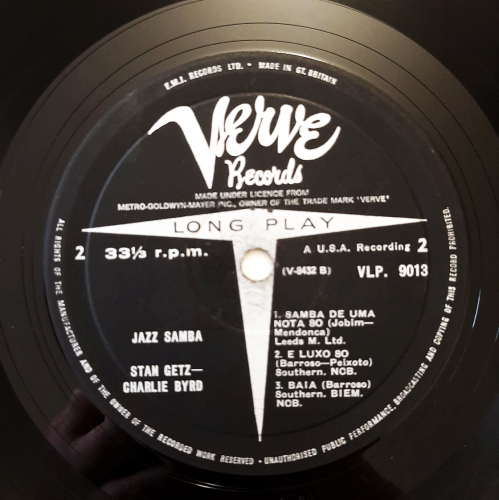 E.M.I. RECORDS LTD. • MADE IN GT. BRITAIN
Verve
Records
MADE UNDER LICENCE FROM
METRO-GOLDWYN-MAYER INC., OWNER OF THE TRADE MARK 'VERVE'
LONG PLAY
2 33⅓ r.p.m.
A U.S.A. Recording 2
(V-8432 B) VLP. 9013
JAZZ SAMBA
STAN GETZ—
CHARLIE BYRD
1. SAMBA DE UMA
NOTA SO (Jobim—
Mendonca)
Leeds M. Ltd.
2. E LUXO SO
(Barroso—Peixoto)
Southern. NCB.
3. BAIA (Barroso)
Southern. BIEM.
NCB.
ALL RIGHTS OF THE MANUFACTURER AND OF THE OWNER OF THE RECORDED WORK RESERVED • UNAUTHORISED PUBLIC PERFORMANCE, BROADCASTING AND COPYING OF THIS RECORD PROHIBITED.